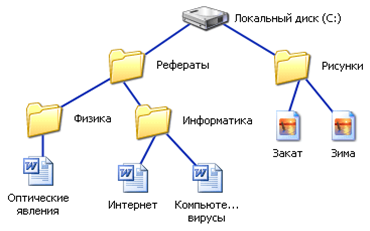 Локальный диск (C:)
Рефераты
Рисунки
Физика
Информатика
Закат
Зима
Оптические
явления
Интернет
Компьюте...
вирусы